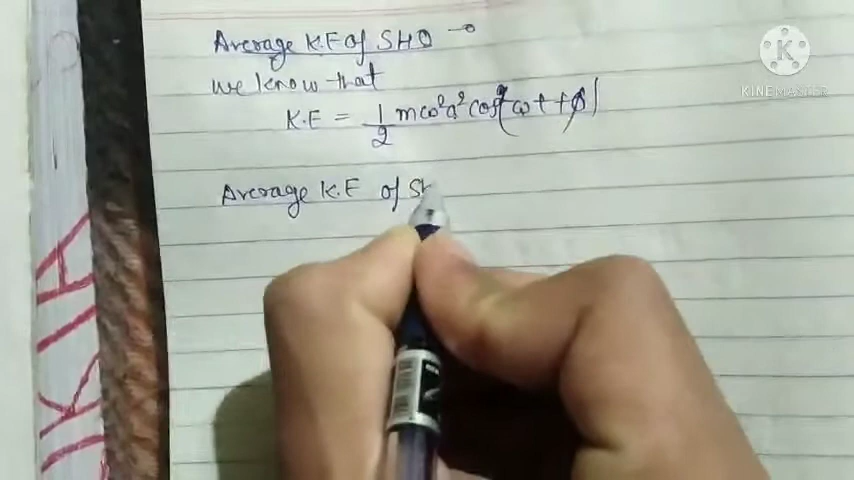 Average K.E of SHO →
we know that
K.E = 1/2 mω²a² cos²(ωt + φ)
Average K.E of SH
K
KINEMASTER